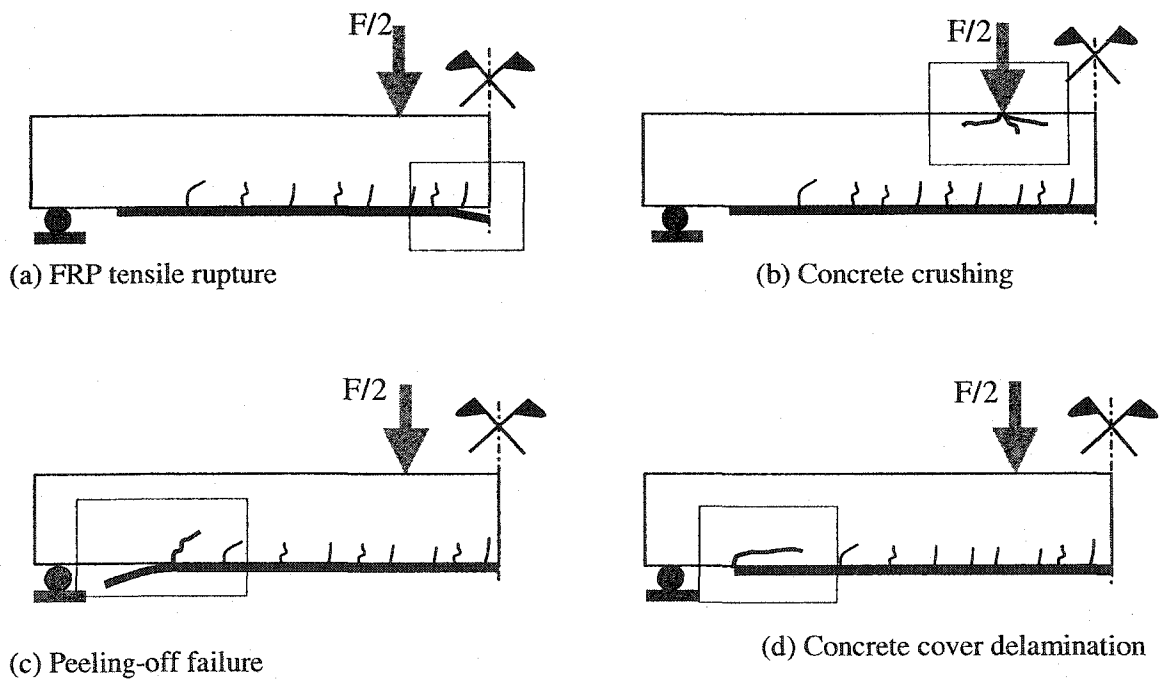 F/2
F/2
(a) FRP tensile rupture
(b) Concrete crushing
F/2
F/2
(c) Peeling-off failure
(d) Concrete cover delamination